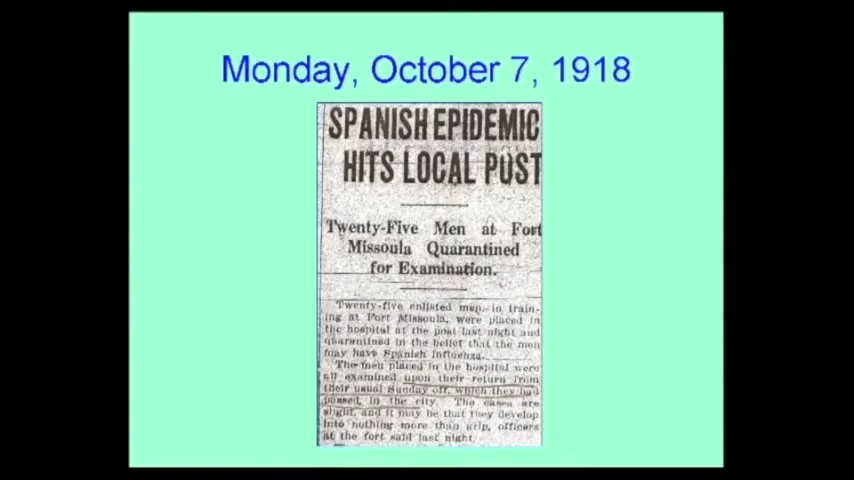 Monday, October 7, 1918
SPANISH EPIDEMIC
HITS LOCAL POST
Twenty-Five Men at Fort
Missoula Quarantined
for Examination.
Twenty-five enlisted men, in train-
ing at Fort Missoula, were placed in
the hospital at the post last night and
quarantined in the belief that the men
may have Spanish influenza.
The men placed in the hospital were
all examined upon their return from
their usual Sunday off, which they had
passed in the city. The cases are
slight, and it may be that they develop
into nothing more than grip, officers
at the fort said last night